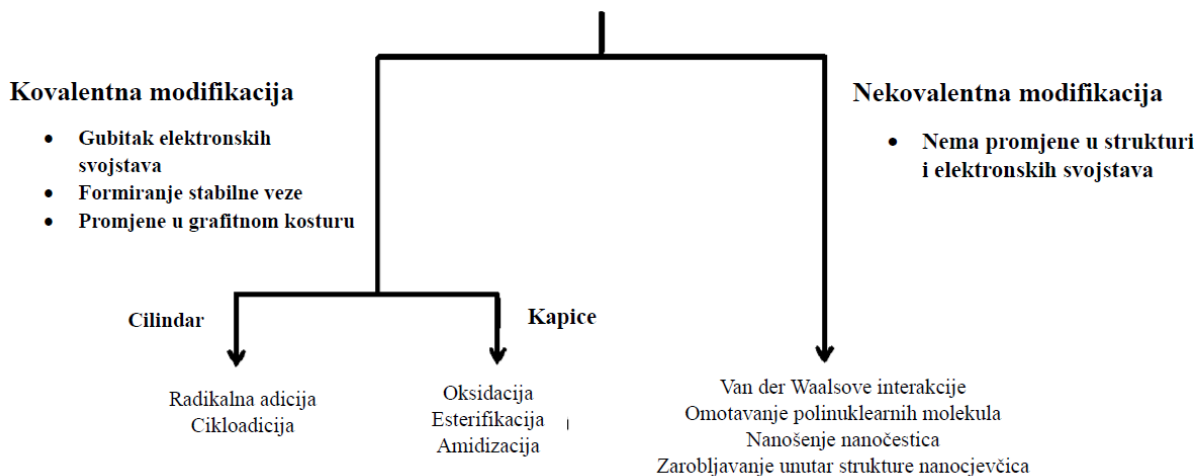 Kovalentna modifikacija
• Gubitak elektronskih
svojstava
• Formiranje stabilne veze
• Promjene u grafitnom kosturu
Nekovalentna modifikacija
• Nema promjene u strukturi
i elektronskih svojstava
Cilindar
Kapice
Radikalna adicija
Cikloadicija
Oksidacija
Esterifikacija
Amidizacija
Van der Waalsove interakcije
Omotavanje polinuklearnih molekula
Nanošenje nanočestica
Zarobljavanje unutar strukture nanocjevčica